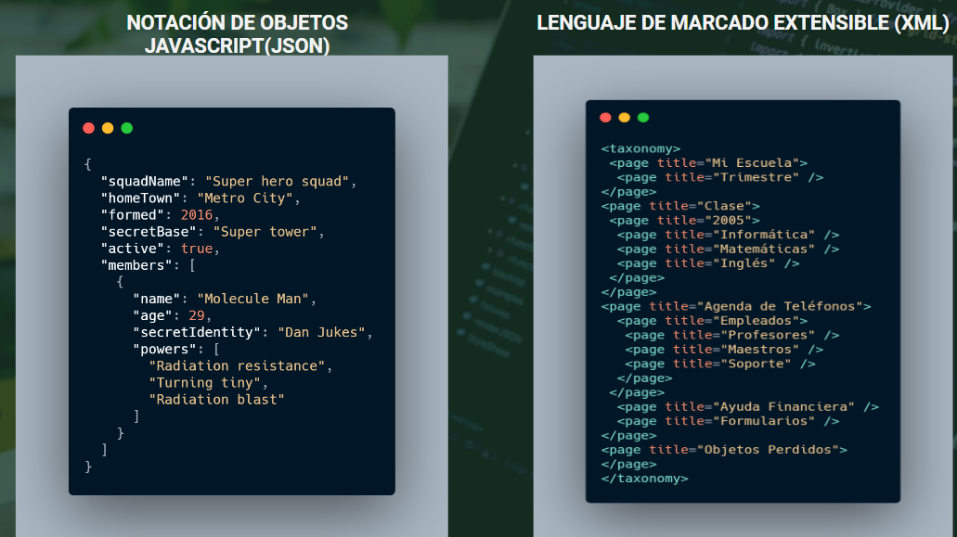 NOTACIÓN DE OBJETOS
JAVASCRIPT(JSON)
{
  "squadName": "Super hero squad",
  "homeTown": "Metro City",
  "formed": 2016,
  "secretBase": "Super tower",
  "active": true,
  "members": [
    {
      "name": "Molecule Man",
      "age": 29,
      "secretIdentity": "Dan Jukes",
      "powers": [
        "Radiation resistance",
        "Turning tiny",
        "Radiation blast"
      ]
    }
  ]
}
LENGUAJE DE MARCADO EXTENSIBLE (XML)
<taxonomy>
 <page title="Mi Escuela">
  <page title="Trimestre" />
</page>
<page title="Clase">
 <page title="2005">
  <page title="Informática" />
  <page title="Matemáticas" />
  <page title="Inglés" />
 </page>
</page>
<page title="Agenda de Teléfonos">
  <page title="Empleados">
   <page title="Profesores" />
   <page title="Maestros" />
   <page title="Soporte" />
  </page>
 </page>
  <page title="Ayuda Financiera" />
  <page title="Formularios" />
</page>
<page title="Objetos Perdidos">
</page>
</taxonomy>